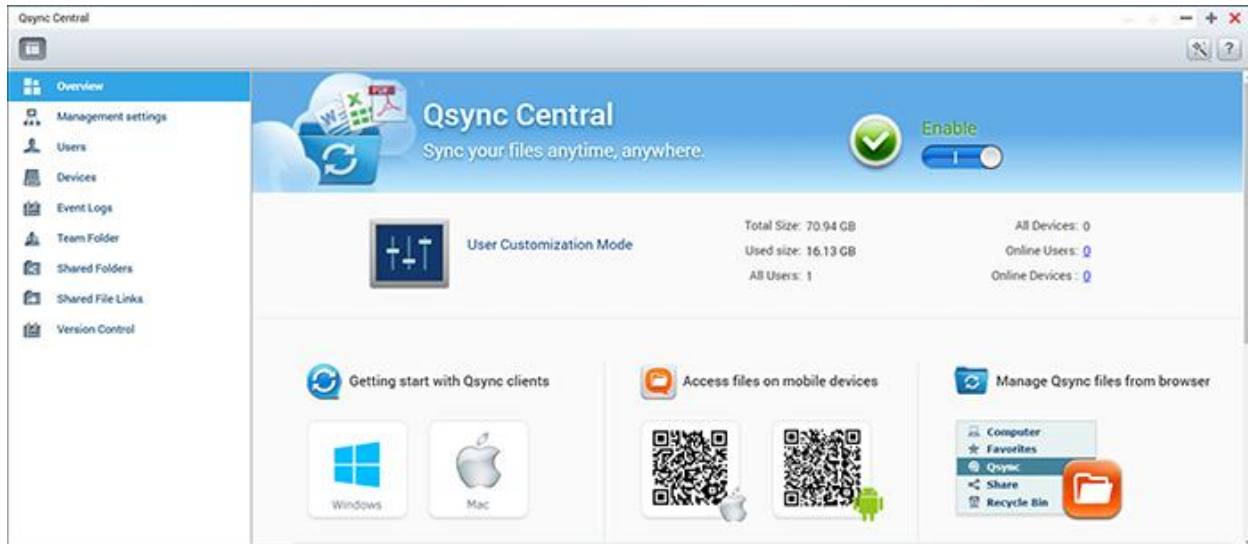 Qsync Central
?
Overview
Management settings
Users
Devices
Event Logs
Team Folder
Shared Folders
Shared File Links
Version Control
W X PDF
Qsync Central
Sync your files anytime, anywhere.
Enable
User Customization Mode
Total Size: 70.94 GB
Used size: 16.13 GB
All Users: 1
All Devices: 0
Online Users: 0
Online Devices : 0
Getting start with Qsync clients
Windows
Mac
Access files on mobile devices
Manage Qsync files from browser
Computer
Favorites
Qsync
Share
Recycle Bin